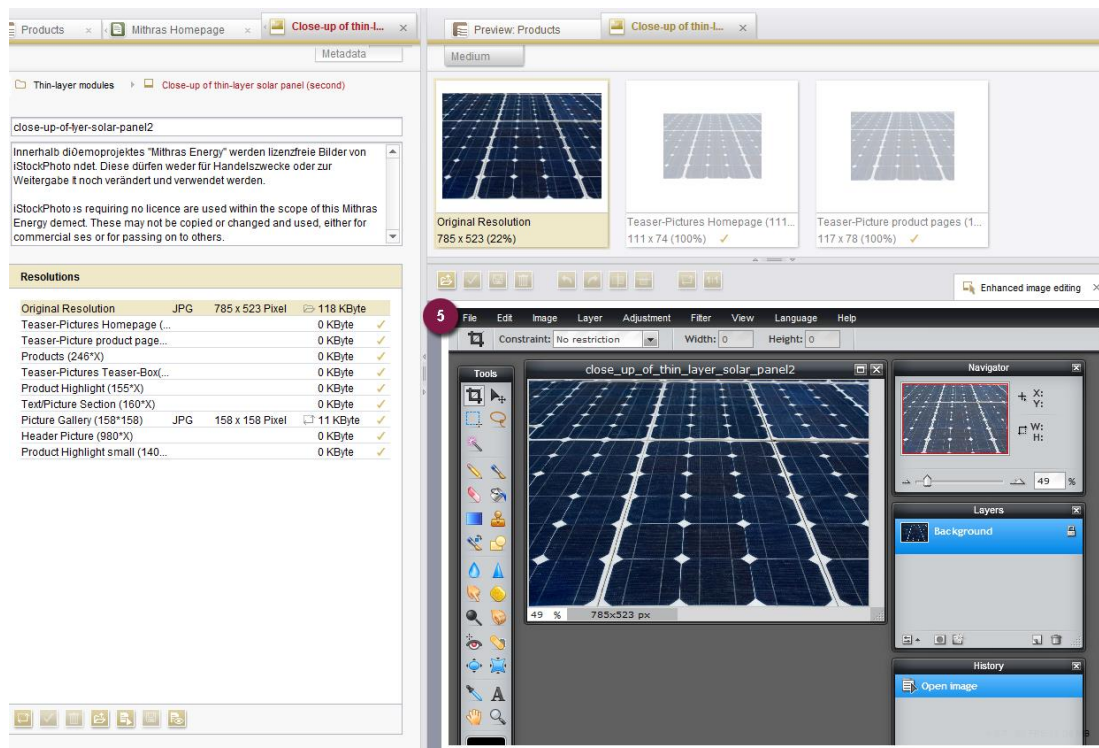 Products
Mithras Homepage
Close-up of thin-l...
Metadata
Thin-layer modules
Close-up of thin-layer solar panel (second)
close-up-of-lyer-solar-panel2
Innerhalb di emoprojektes "Mithras Energy" werden lizenzfreie Bilder von
iStockPhoto ndet. Diese dürfen weder für Handelszwecke oder zur
Weitergabe noch verändert und verwendet werden.
iStockPhoto es requiring no licence are used within the scope of this Mithras
Energy demect. These may not be copied or changed and used, either for
commercial ses or for passing on to others.
Resolutions
Original Resolution JPG 785 x 523 Pixel 118 KByte
Teaser-Pictures Homepage (... 0 KByte
Teaser-Picture product page... 0 KByte
Products (246*X) 0 KByte
Teaser-Pictures Teaser-Box(... 0 KByte
Product Highlight (155*X) 0 KByte
Text/Picture Section (160*X) 0 KByte
Picture Gallery (158*158) JPG 158 x 158 Pixel 11 KByte
Header Picture (980*X) 0 KByte
Product Highlight small (140... 0 KByte
Preview: Products
Close-up of thin-l...
Medium
Original Resolution
785 x 523 (22%)
Teaser-Pictures Homepage (111...
111 x 74 (100%)
Teaser-Picture product pages (1...
117 x 78 (100%)
1:1
Enhanced image editing
5
File Edit Image Layer Adjustment Filter View Language Help
Constraint: No restriction Width: 0 Height: 0
Tools
close_up_of_thin_layer_solar_panel2
49 % 785x523 px
Navigator
X:
Y:
W:
H:
49 %
Layers
Background
History
Open image